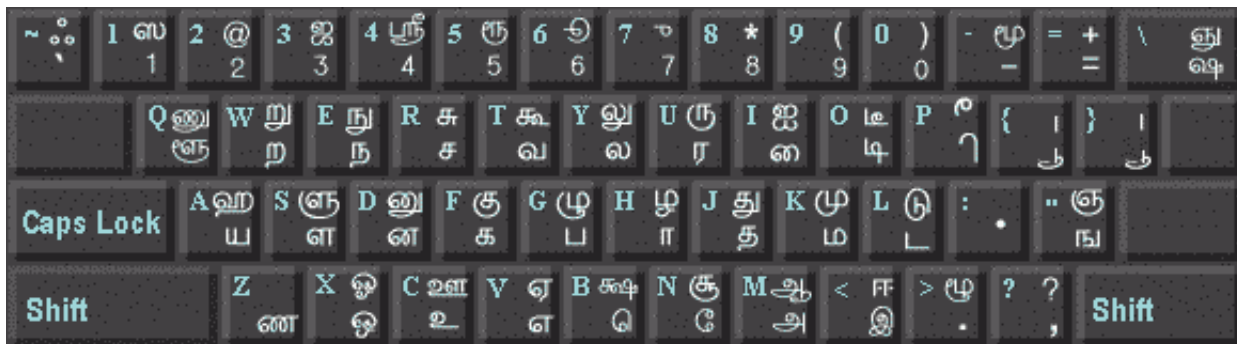 ~ ஃ 1 ஸ 2 @ 3 ஜ 4 ஸ்ரீ 5 ரூ 6 7 8 * 9 ( 0 ) - மூ = + \ ஞு
` 1 2 3 4 5 6 7 8 9 0 – = ஷ
Q ணு W று E நு R சு T கூ Y லு U ரு I ஐ O டீ P ீ { }
ளூ ற ந ச வ ல ர ை டி ி
Caps Lock A ஹ S ளு D னு F கு G ழு H ழ J து K மு L டு : " ஞ
ய ள ன க ப ா த ம ட .
Shift Z X ஓ C ஊ V ஏ B க்ஷ N கூ M ஆ < ஈ > ழூ ? ? Shift
ண ஒ உ எ ெ ே அ இ . ,